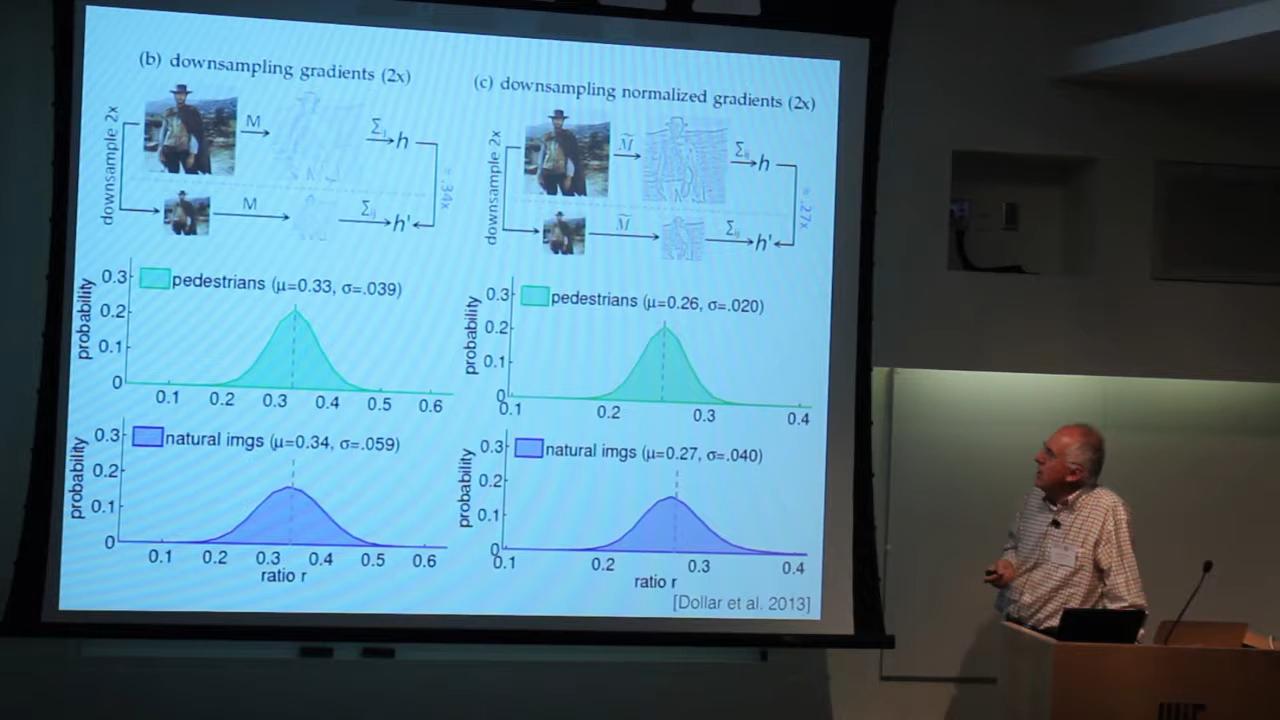 (b) downsampling gradients (2x)
downsample 2x
M
Σij h
≈.34x
M
Σij h'
0.3
pedestrians (μ=0.33, σ=.039)
0.2
probability
0.1
0
0.1 0.2 0.3 0.4 0.5 0.6
0.3
natural imgs (μ=0.34, σ=.059)
0.2
probability
0.1
0
0.1 0.2 0.3 0.4 0.5 0.6
ratio r
(c) downsampling normalized gradients (2x)
downsample 2x
M̃
Σij h
≈.27x
M̃
Σij h'
0.3
pedestrians (μ=0.26, σ=.020)
0.2
probability
0.1
0
0.1 0.2 0.3 0.4
0.3
natural imgs (μ=0.27, σ=.040)
0.2
probability
0.1
0
0.1 0.2 0.3 0.4
ratio r
[Dollar et al. 2013]